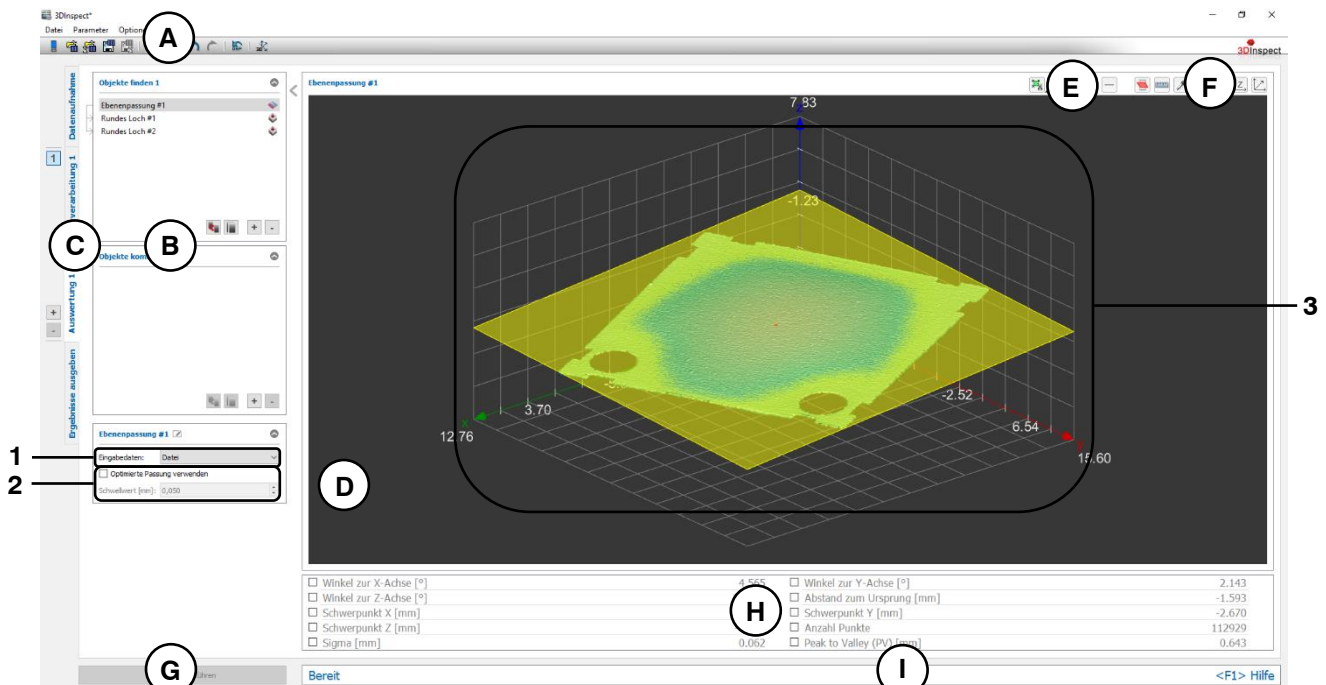 3DInspect*
Datei Parameter
A
3DInspect
Datenaufnahme
Auswertung 1
Ergebnisse ausgeben
1
+
-
C
Objekte finden 1
Ebenenpassung #1
Rundes Loch #1
Rundes Loch #2
+ -
B
Objekte
+ -
Ebenenpassung #1
1
Eingabedaten: Datei
2
Optimierte Passung verwenden
Schwellwert [mm]: 0,050
G
Ebenenpassung #1
E
F
7.83
-1.23
3
3.70
-2.52
X
12.76
6.54
15.60
D
Winkel zur X-Achse [°] 4.565 Winkel zur Y-Achse [°] 2.143
Winkel zur Z-Achse [°] Abstand zum Ursprung [mm] -1.593
Schwerpunkt X [mm] Schwerpunkt Y [mm] -2.670
Schwerpunkt Z [mm] Anzahl Punkte 112929
Sigma [mm] 0.062 Peak to Valley (PV) [mm] 0.643
H
I
Bereit <F1> Hilfe